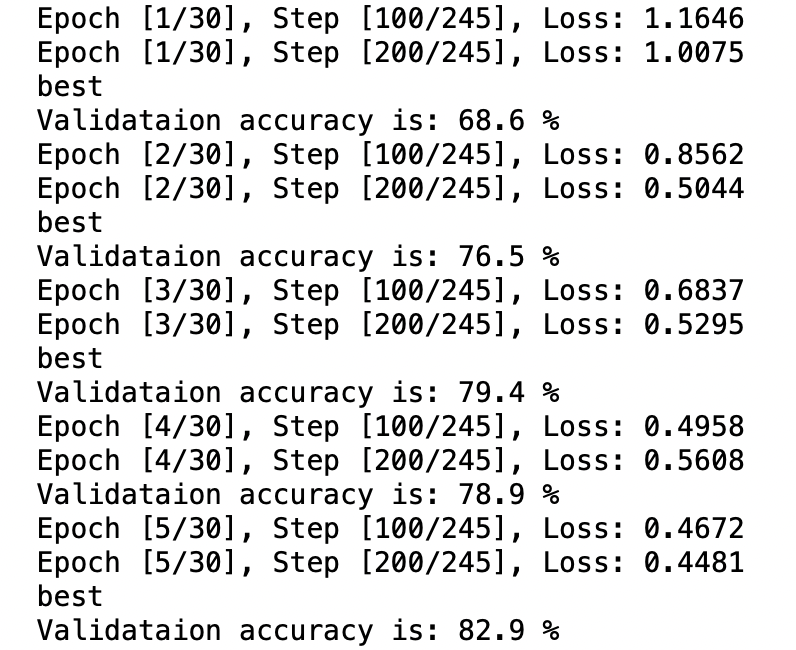 Epoch [1/30], Step [100/245], Loss: 1.1646
Epoch [1/30], Step [200/245], Loss: 1.0075
best
Validataion accuracy is: 68.6 %
Epoch [2/30], Step [100/245], Loss: 0.8562
Epoch [2/30], Step [200/245], Loss: 0.5044
best
Validataion accuracy is: 76.5 %
Epoch [3/30], Step [100/245], Loss: 0.6837
Epoch [3/30], Step [200/245], Loss: 0.5295
best
Validataion accuracy is: 79.4 %
Epoch [4/30], Step [100/245], Loss: 0.4958
Epoch [4/30], Step [200/245], Loss: 0.5608
Validataion accuracy is: 78.9 %
Epoch [5/30], Step [100/245], Loss: 0.4672
Epoch [5/30], Step [200/245], Loss: 0.4481
best
Validataion accuracy is: 82.9 %